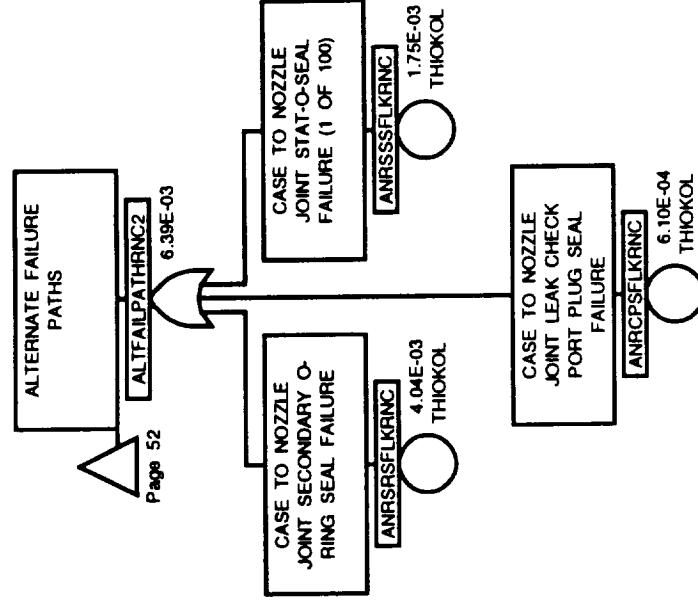 ALTERNATE FAILURE
PATHS
ALTFAILPATHRNC2
6.39E-03
Page 52
CASE TO NOZZLE
JOINT SECONDARY O-
RING SEAL FAILURE
ANRSRSFLKRNC
4.04E-03
THIOKOL
CASE TO NOZZLE
JOINT STAT-O-SEAL
FAILURE (1 OF 100)
ANRSSSFLKRNC
1.75E-03
THIOKOL
CASE TO NOZZLE
JOINT LEAK CHECK
PORT PLUG SEAL
FAILURE
ANRCPSFLKRNC
6.10E-04
THIOKOL